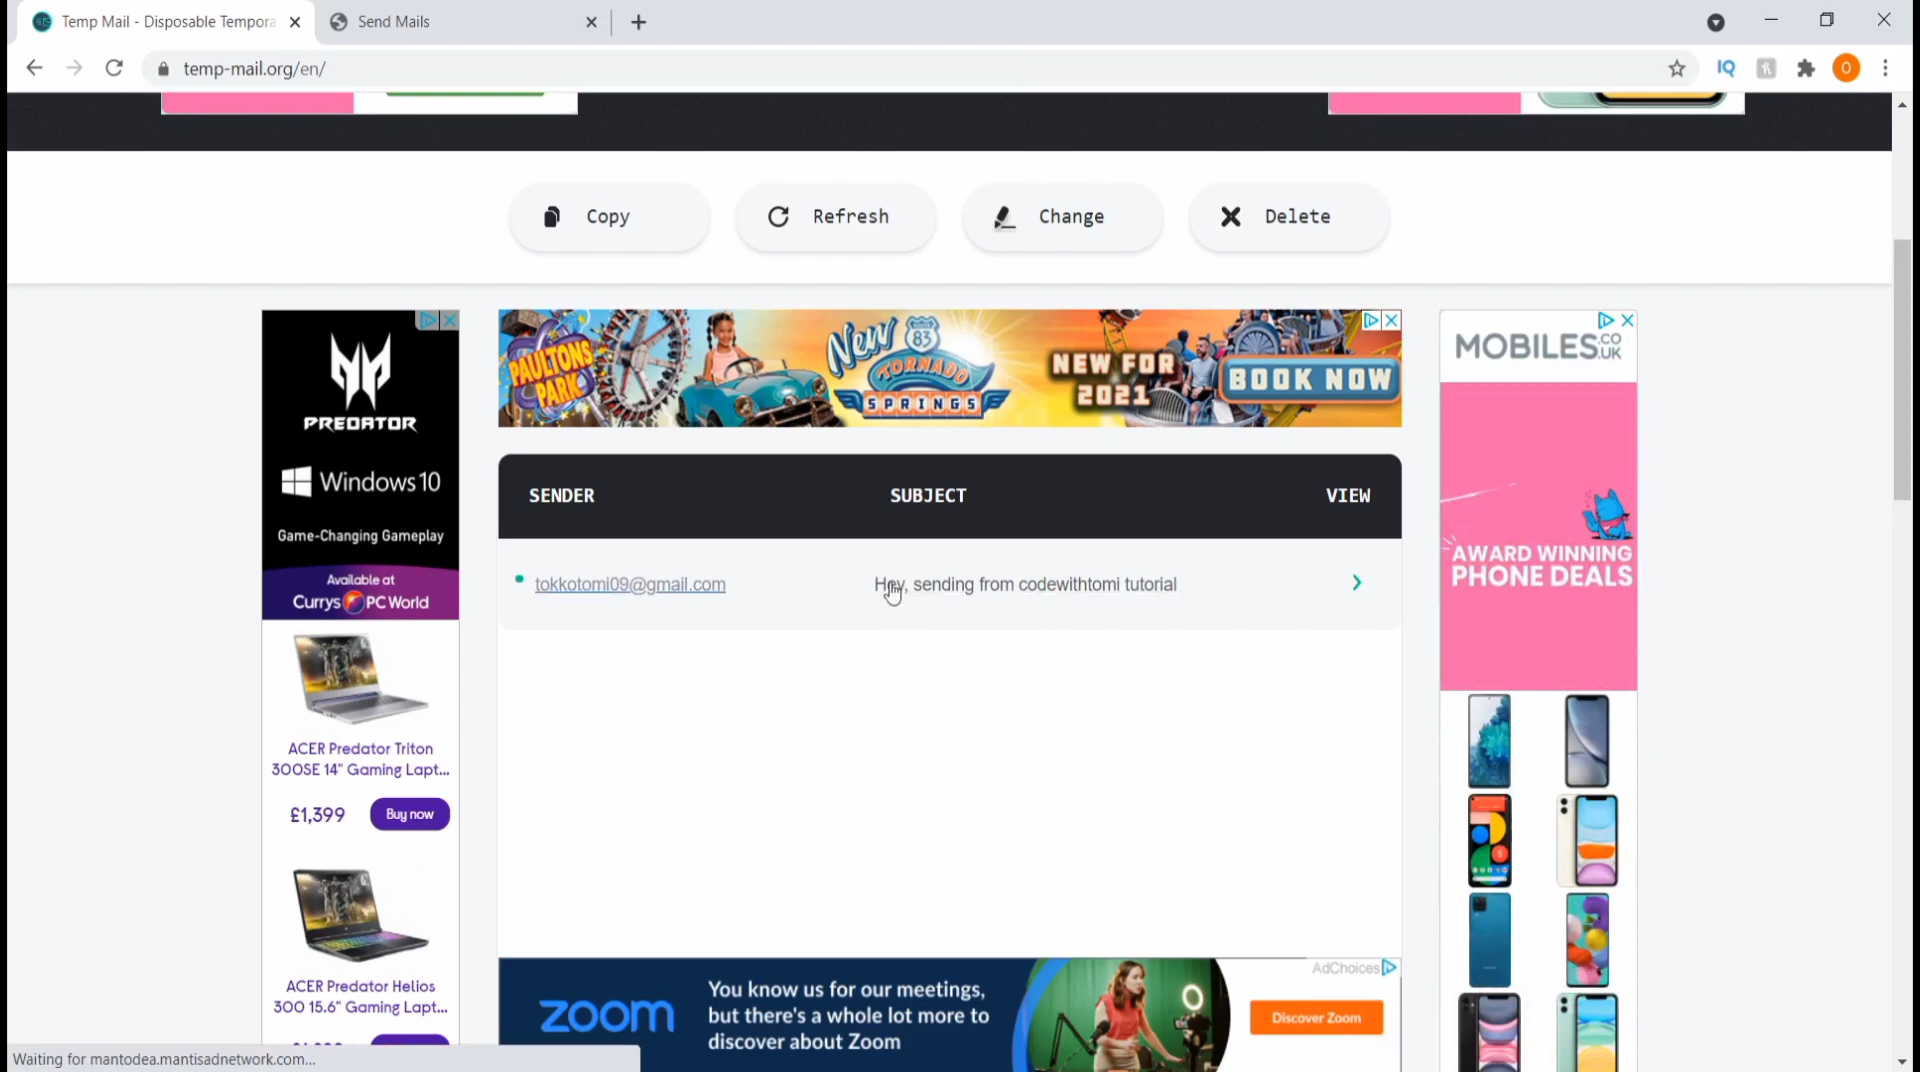 Temp Mail - Disposable Tempora
Send Mails
temp-mail.org/en/
IQ
O
Copy
Refresh
Change
Delete
PREDATOR
Windows 10
Game-Changing Gameplay
Available at
Currys PC World
ACER Predator Triton
300SE 14" Gaming Lapt...
£1,399
Buy now
ACER Predator Helios
300 15.6" Gaming Lapt...
PAULTONS
PARK
New
83
TORNADO
SPRINGS
NEW FOR
2021
BOOK NOW
SENDER
SUBJECT
VIEW
tokkotomi09@gmail.com
Hey, sending from codewithtomi tutorial
MOBILES.CO
UK
AWARD WINNING
PHONE DEALS
AdChoices
zoom
You know us for our meetings,
but there's a whole lot more to
discover about Zoom
Discover Zoom
Waiting for mantodea.mantisadnetwork.com...